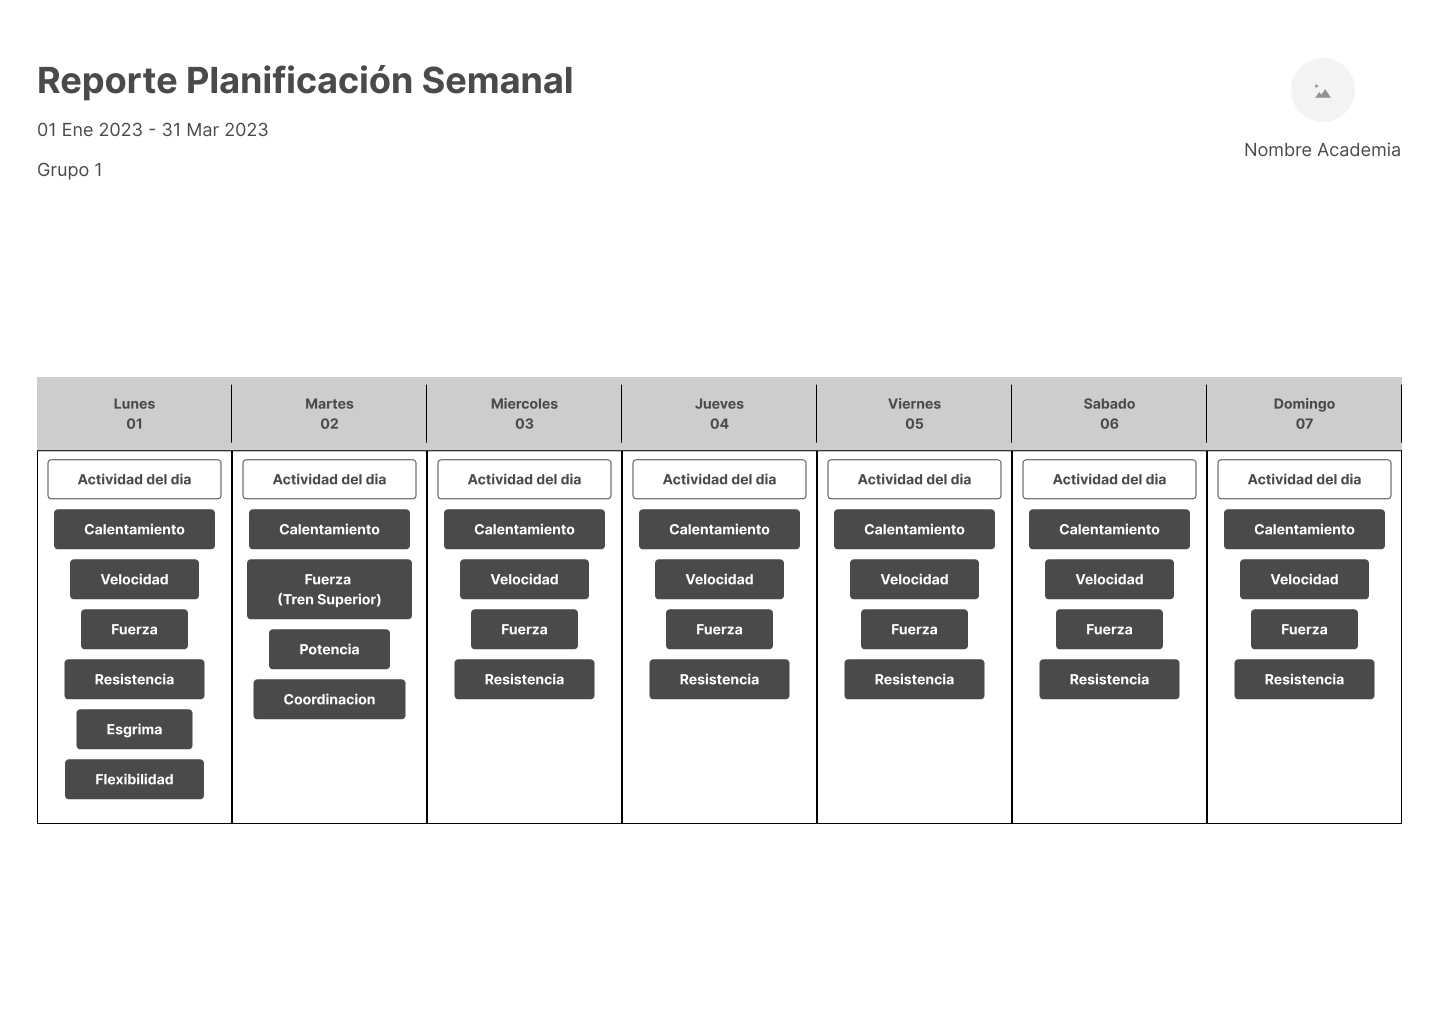 Reporte Planificación Semanal
01 Ene 2023 - 31 Mar 2023
Grupo 1
Nombre Academia
Lunes
01
Martes
02
Miercoles
03
Jueves
04
Viernes
05
Sabado
06
Domingo
07
Actividad del dia
Calentamiento
Velocidad
Fuerza
Resistencia
Esgrima
Flexibilidad
Actividad del dia
Calentamiento
Fuerza
(Tren Superior)
Potencia
Coordinacion
Actividad del dia
Calentamiento
Velocidad
Fuerza
Resistencia
Actividad del dia
Calentamiento
Velocidad
Fuerza
Resistencia
Actividad del dia
Calentamiento
Velocidad
Fuerza
Resistencia
Actividad del dia
Calentamiento
Velocidad
Fuerza
Resistencia
Actividad del dia
Calentamiento
Velocidad
Fuerza
Resistencia